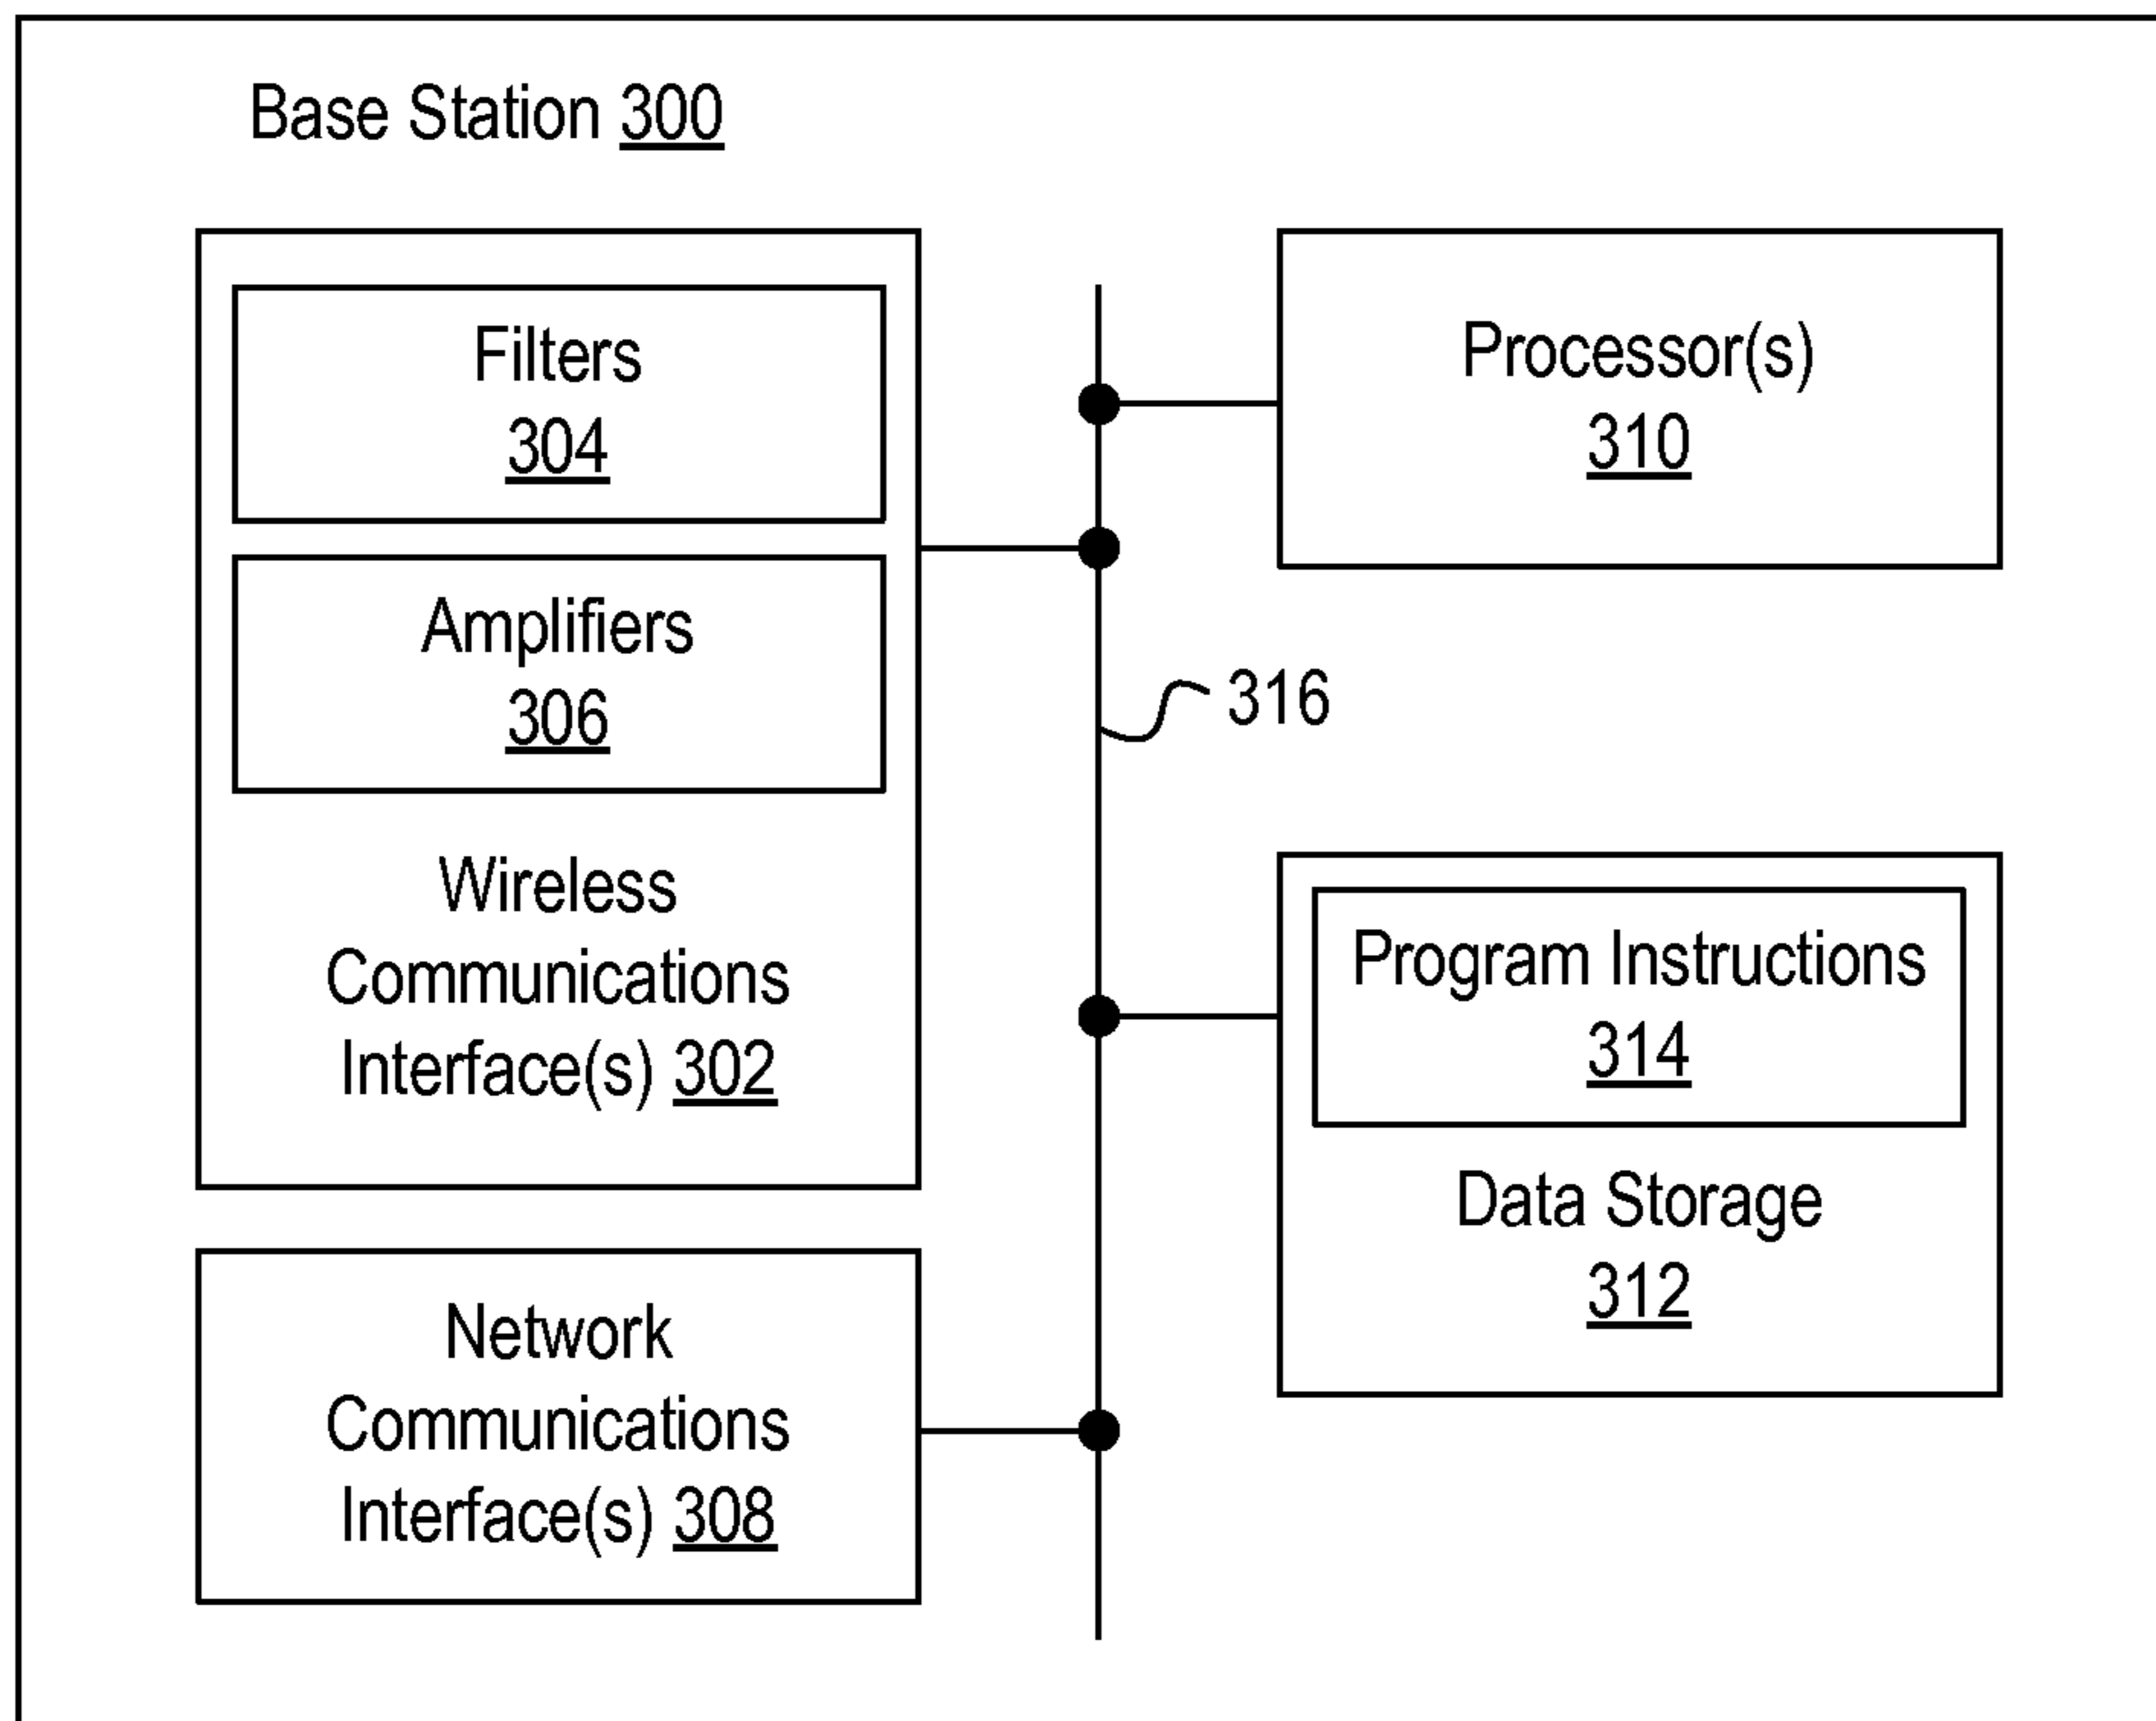 Base Station 300
Filters
304
Amplifiers
306
Wireless
Communications
Interface(s) 302
Network
Communications
Interface(s) 308
316
Processor(s)
310
Program Instructions
314
Data Storage
312